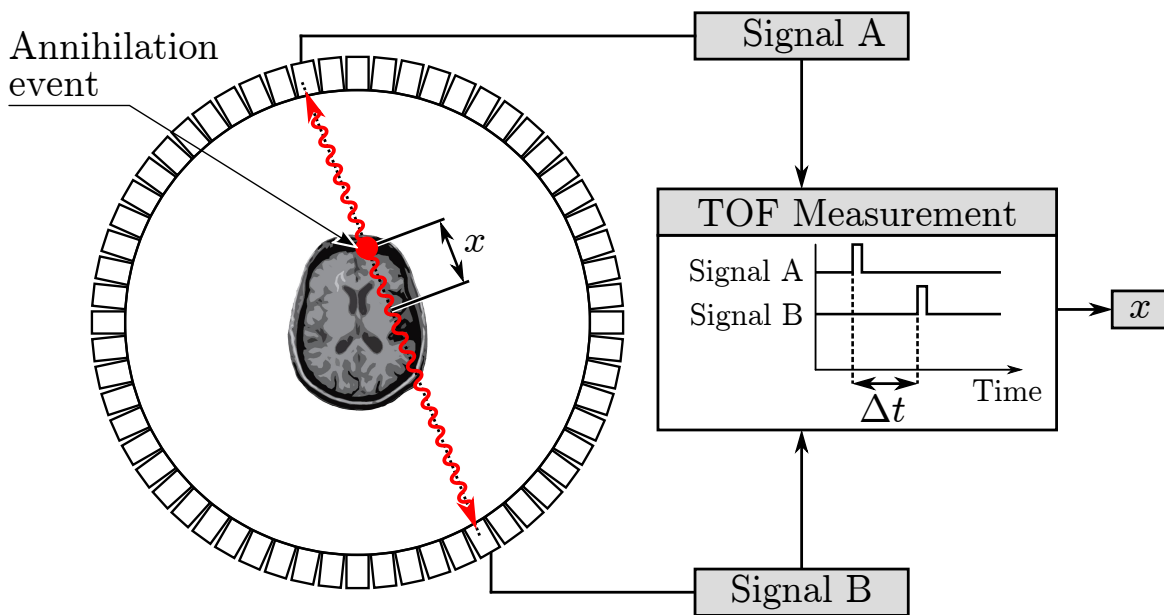 Annihilation
event
x
Signal A
TOF Measurement
Signal A
Signal B
Time
Δt
x
Signal B